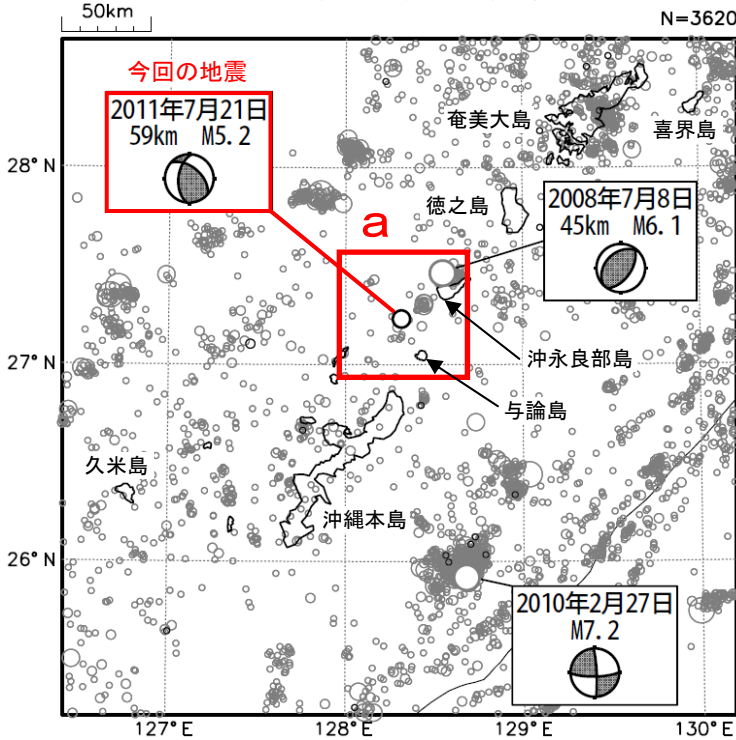 50km
N=3620
今回の地震
2011年7月21日
59km M5.2
奄美大島
喜界島
28°N
徳之島
2008年7月8日
45km M6.1
a
27°N
沖永良部島
与論島
久米島
沖縄本島
26°N
2010年2月27日
M7.2
127°E
128°E
129°E
130°E